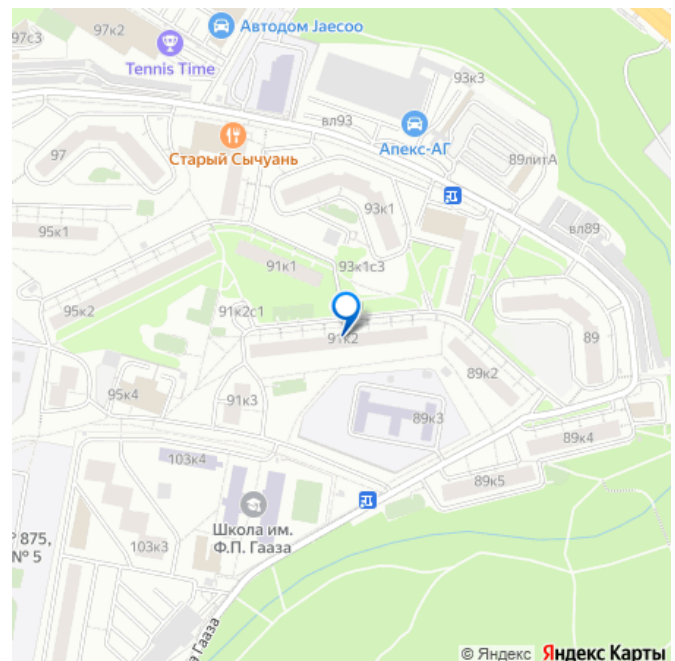 97к2
Автодом Jaecoo
97с3
Tennis Time
93к3
вл93
Апекс-АГ
Старый Сычуань
97
89литА
93к1
вл89
95к1
91к1
93к1с3
95к2
91к2с1
91к2
89
89к2
95к4
91к3
89к3
89к4
103к4
89к5
Школа им.
Ф.П. Гааза
° 875,
№ 5
103к3
а Гааза
© Яндекс Яндекс Карты